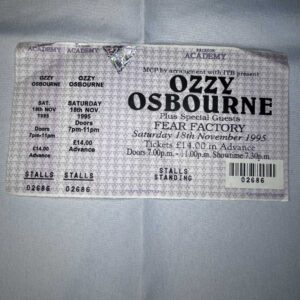 ACADEMY
OZZY
OSBOURNE
SAT.
18th NOV
1995
Doors
7pm-11pm
£14.00
Advance
STALLS
02686
ACADEMY
OZZY
OSBOURNE
SATURDAY
18th Nov.
1995
Doors
7pm-11pm
£14.00
Advance
STALLS
02686
BRIXTON
ACADEMY
MCP by arrangement with ITB present
OZZY
OSBOURNE
Plus Special Guests
FEAR FACTORY
Saturday 18th November 1995
Tickets £14.00 in Advance
Doors 7.00p.m. - 11.00p.m. Showtime 7.30p.m.
STALLS
STANDING
02686